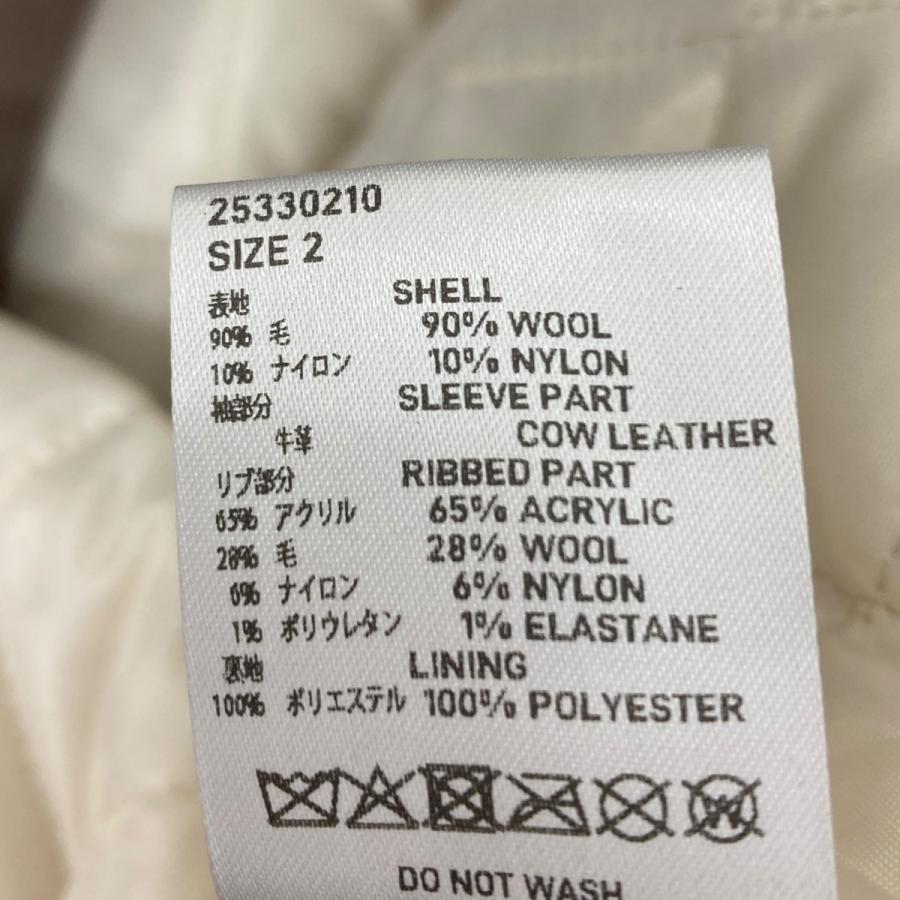 25330210
SIZE 2
表地 SHELL
90% 毛 90% WOOL
10% ナイロン 10% NYLON
袖部分 SLEEVE PART
牛革 COW LEATHER
リブ部分 RIBBED PART
65% アクリル 65% ACRYLIC
28% 毛 28% WOOL
6% ナイロン 6% NYLON
1% ポリウレタン 1% ELASTANE
裏地 LINING
100% ポリエステル 100% POLYESTER
W
DO NOT WASH